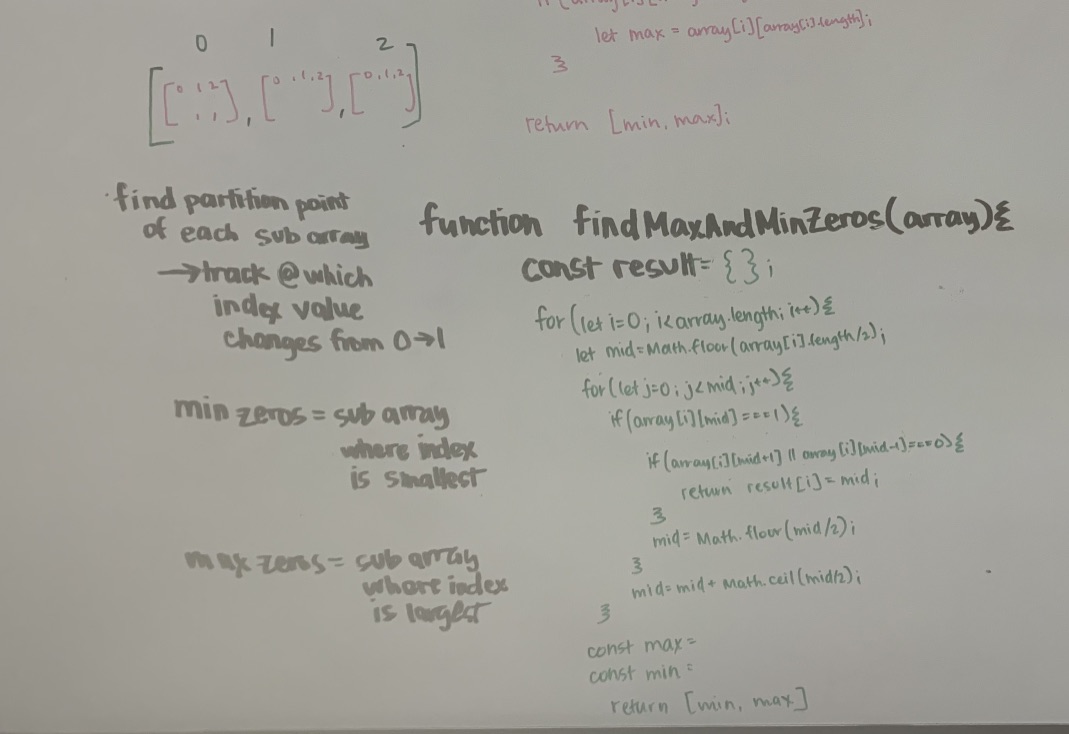 let max = array[i][array[i].length];
}
return [min, max];
0 1 2
[[0 1 2], [0, 1, 2], [0, 1, 2]]
find partition point
of each sub array
→ track @ which
index value
changes from 0→1
min zeros = sub array
where index
is smallest
max zeros = sub array
where index
is largest
function findMaxAndMinZeros(array){
const result = {};
for (let i=0; i<array.length; i++){
let mid=Math.floor(array[i].length/2);
for (let j=0; j<mid; j++){
if (array[i][mid] ===1){
if (array[i][mid+1] || array[i][mid-1]===0){
return result[i] = mid;
}
mid = Math.floor(mid/2);
}
mid=mid+Math.ceil(mid/2);
}
const max=
const min=
return [min, max]